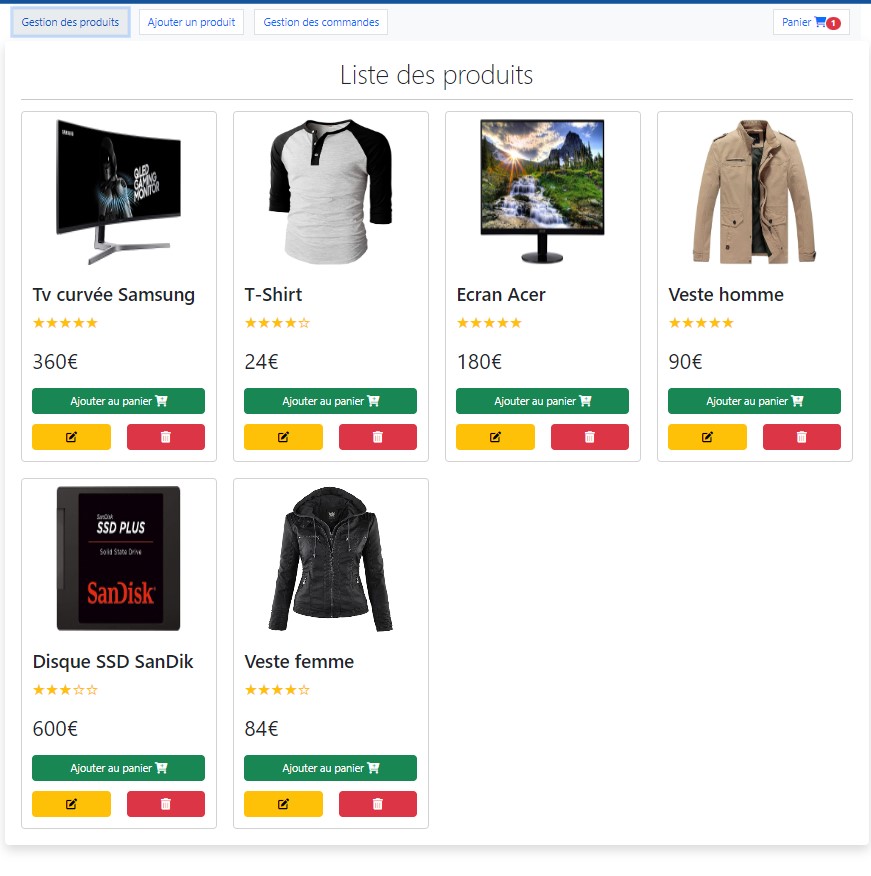 Gestion des produits
Ajouter un produit
Gestion des commandes
Panier 1
Liste des produits
SAMSUNG
QLED
GAMING
MONITOR
Tv curvée Samsung
T-Shirt
Ecran Acer
Veste homme
★★★★★
★★★★☆
★★★★★
★★★★★
360€
24€
180€
90€
Ajouter au panier
Ajouter au panier
Ajouter au panier
Ajouter au panier
SanDisk
SSD PLUS
Solid State Drive
SanDisk
Disque SSD SanDik
Veste femme
★★★☆☆
★★★★☆
600€
84€
Ajouter au panier
Ajouter au panier